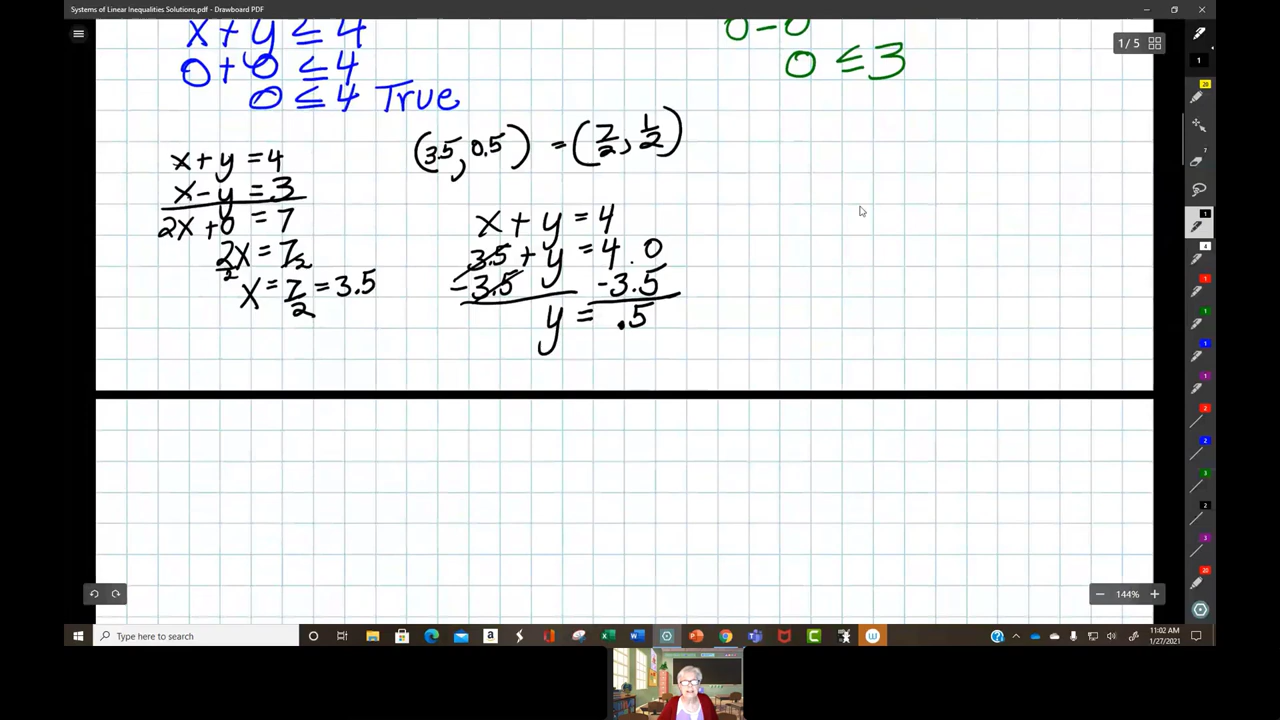 Systems of Linear Inequalities Solutions.pdf - Drawboard PDF
1 / 5
x + y ≤ 4
0 + 0 ≤ 4
0 ≤ 4 True
0 - 0
0 ≤ 3
(3.5, 0.5) = (7/2, 1/2)
x + y = 4
x - y = 3
2x + 0 = 7
2x = 7
2 2
x = 7/2 = 3.5
x + y = 4
3.5 + y = 4.0
-3.5 -3.5
y = .5
144%
Type here to search
11:02 AM
1/27/2021